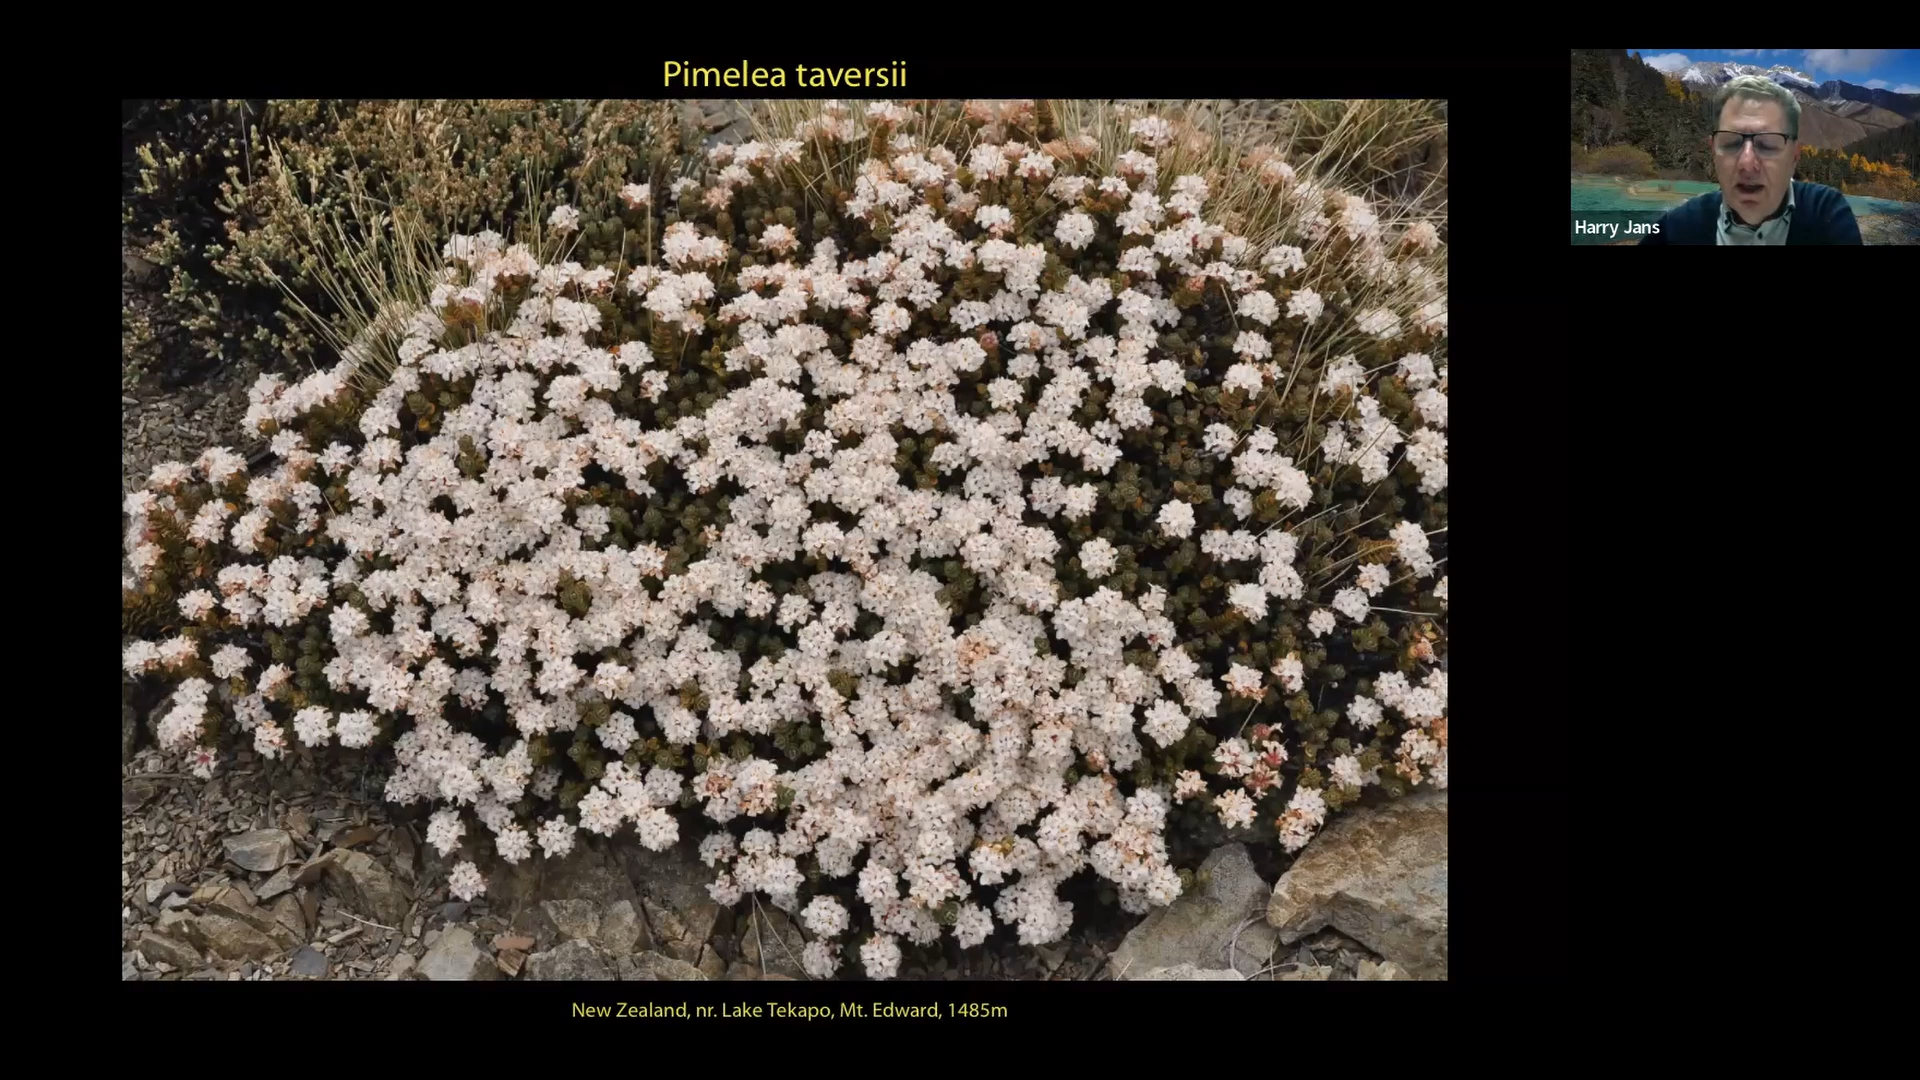 Pimelea taversii
Harry Jans
New Zealand, nr. Lake Tekapo, Mt. Edward, 1485m